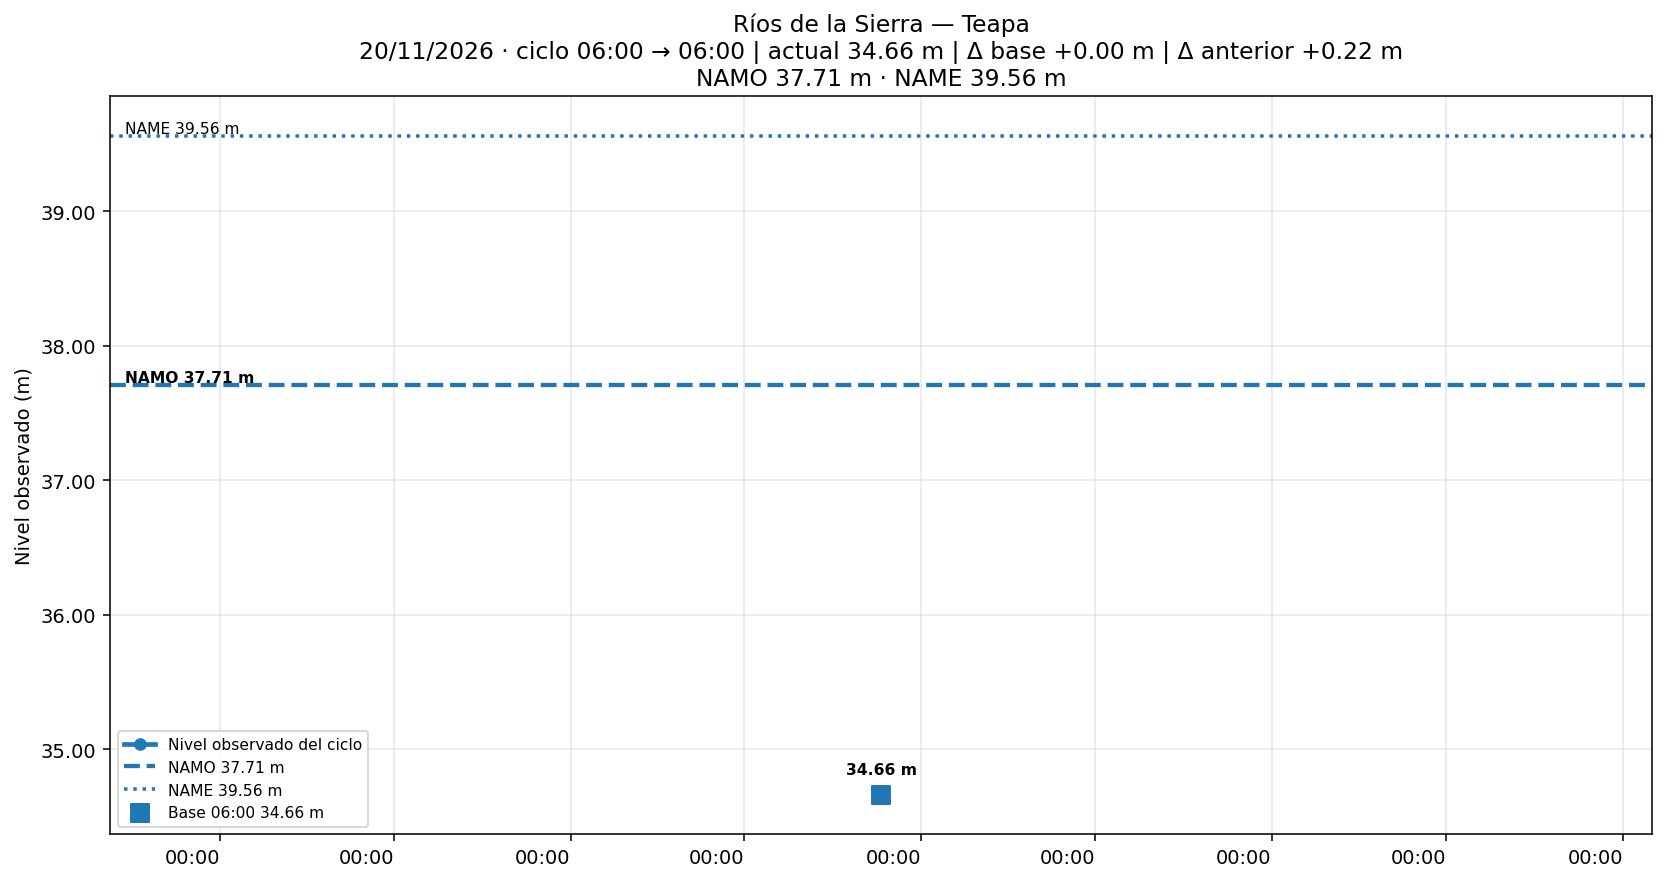 Ríos de la Sierra — Teapa
20/11/2026 · ciclo 06:00 → 06:00 | actual 34.66 m | Δ base +0.00 m | Δ anterior +0.22 m
NAMO 37.71 m · NAME 39.56 m
NAME 39.56 m
39.00
38.00
NAMO 37.71 m
37.00
36.00
35.00
Nivel observado (m)
34.66 m
Nivel observado del ciclo
NAMO 37.71 m
NAME 39.56 m
Base 06:00 34.66 m
00:00 00:00 00:00 00:00 00:00 00:00 00:00 00:00 00:00